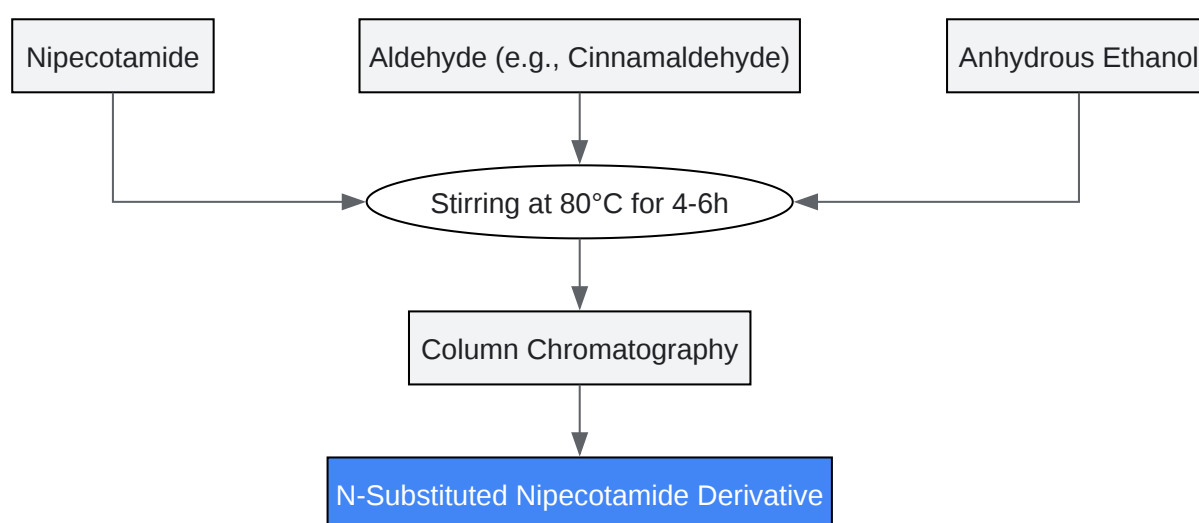 Nipecotamide
Aldehyde (e.g., Cinnamaldehyde)
Anhydrous Ethanol
Stirring at 80°C for 4-6h
Column Chromatography
N-Substituted Nipecotamide Derivative